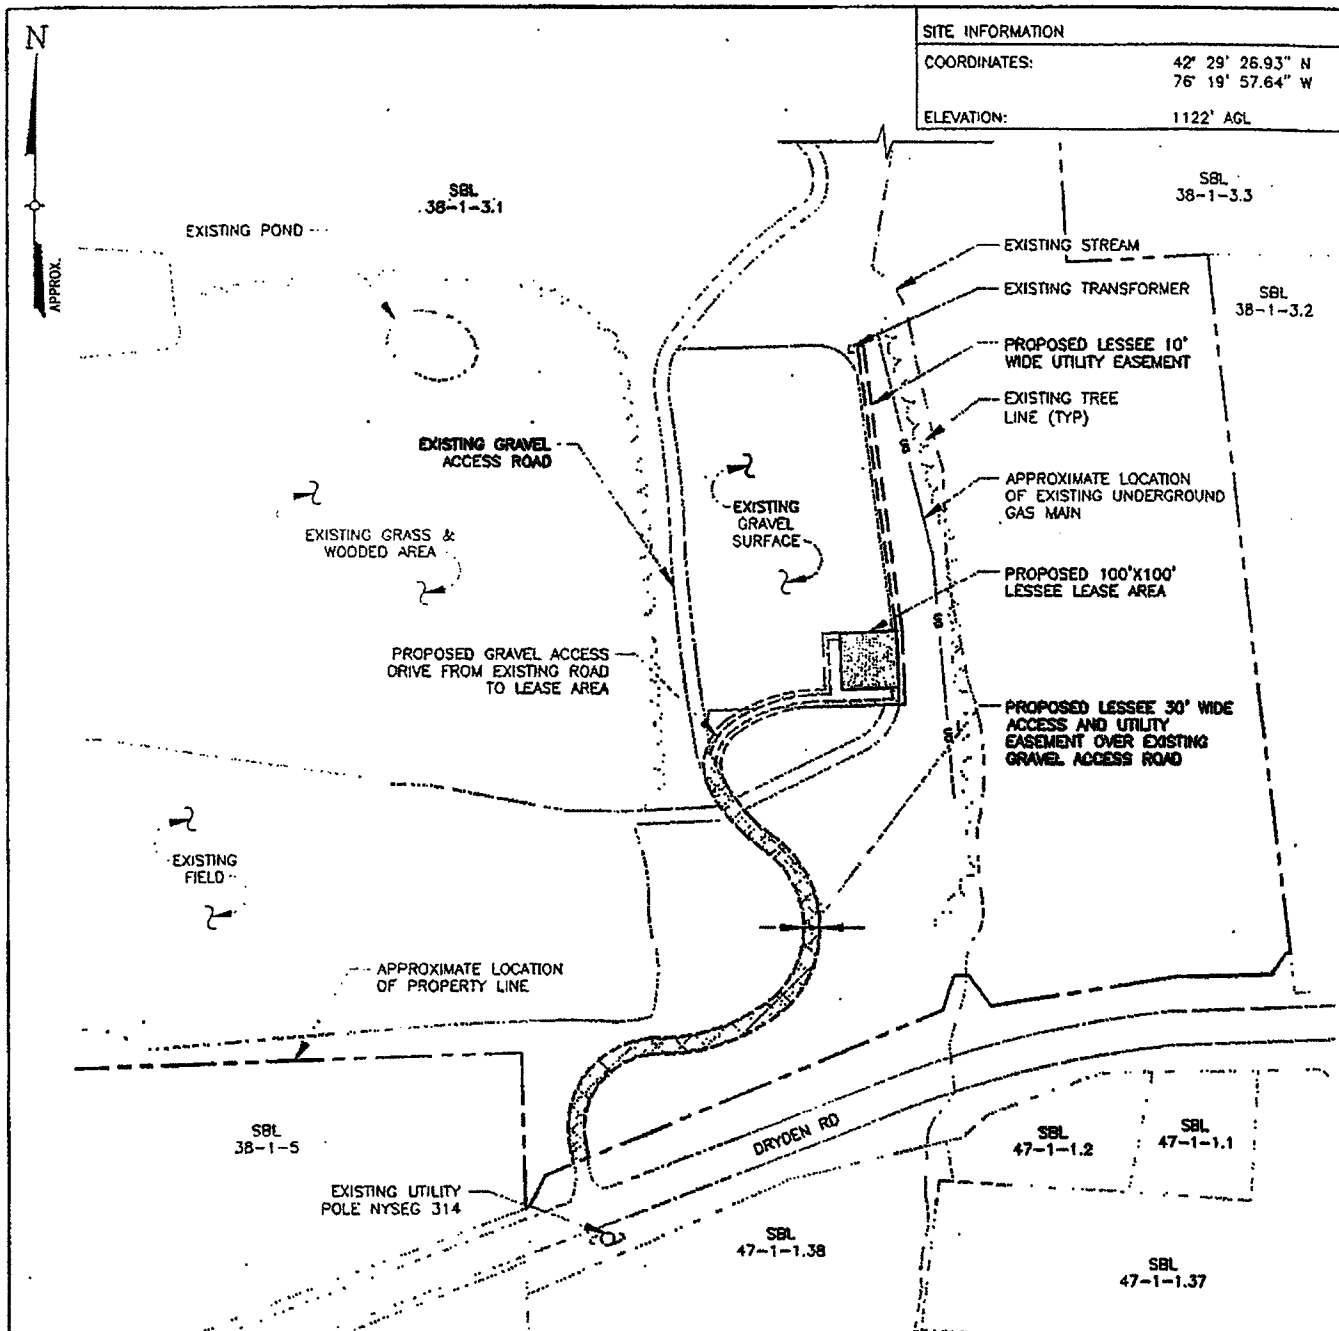 N
APPROX.
SITE INFORMATION
COORDINATES: 42° 29' 26.93" N
76° 19' 57.64" W
ELEVATION: 1122' AGL
SBL
38-1-3.1
SBL
38-1-3.3
SBL
38-1-3.2
EXISTING POND
EXISTING STREAM
EXISTING TRANSFORMER
PROPOSED LESSEE 10'
WIDE UTILITY EASEMENT
EXISTING TREE
LINE (TYP)
EXISTING GRAVEL
ACCESS ROAD
APPROXIMATE LOCATION
OF EXISTING UNDERGROUND
GAS MAIN
EXISTING
GRAVEL
SURFACE
EXISTING GRASS &
WOODED AREA
PROPOSED 100'X100'
LESSEE LEASE AREA
PROPOSED GRAVEL ACCESS
DRIVE FROM EXISTING ROAD
TO LEASE AREA
PROPOSED LESSEE 30' WIDE
ACCESS AND UTILITY
EASEMENT OVER EXISTING
GRAVEL ACCESS ROAD
EXISTING
FIELD
APPROXIMATE LOCATION
OF PROPERTY LINE
SBL
38-1-5
DRYDEN RD
SBL
47-1-1.2
SBL
47-1-1.1
EXISTING UTILITY
POLE NYSEG 314
SBL
47-1-1.38
SBL
47-1-1.37